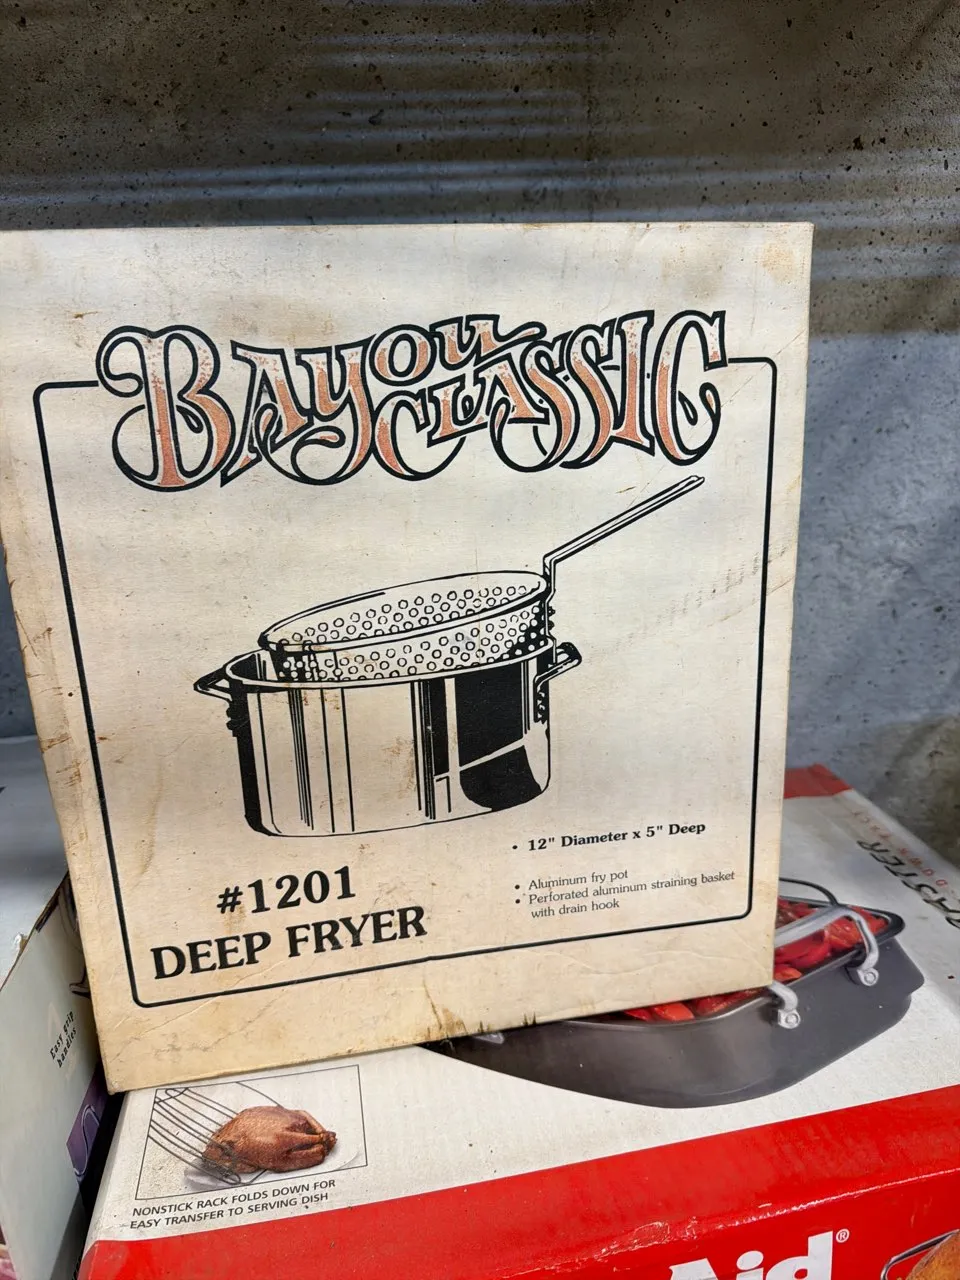 BAYOU CLASSIC
• 12" Diameter x 5" Deep
• Aluminum fry pot
• Perforated aluminum straining basket
with drain hook
#1201
DEEP FRYER
Easy grip
handles
NONSTICK RACK FOLDS DOWN FOR
EASY TRANSFER TO SERVING DISH
Aid®